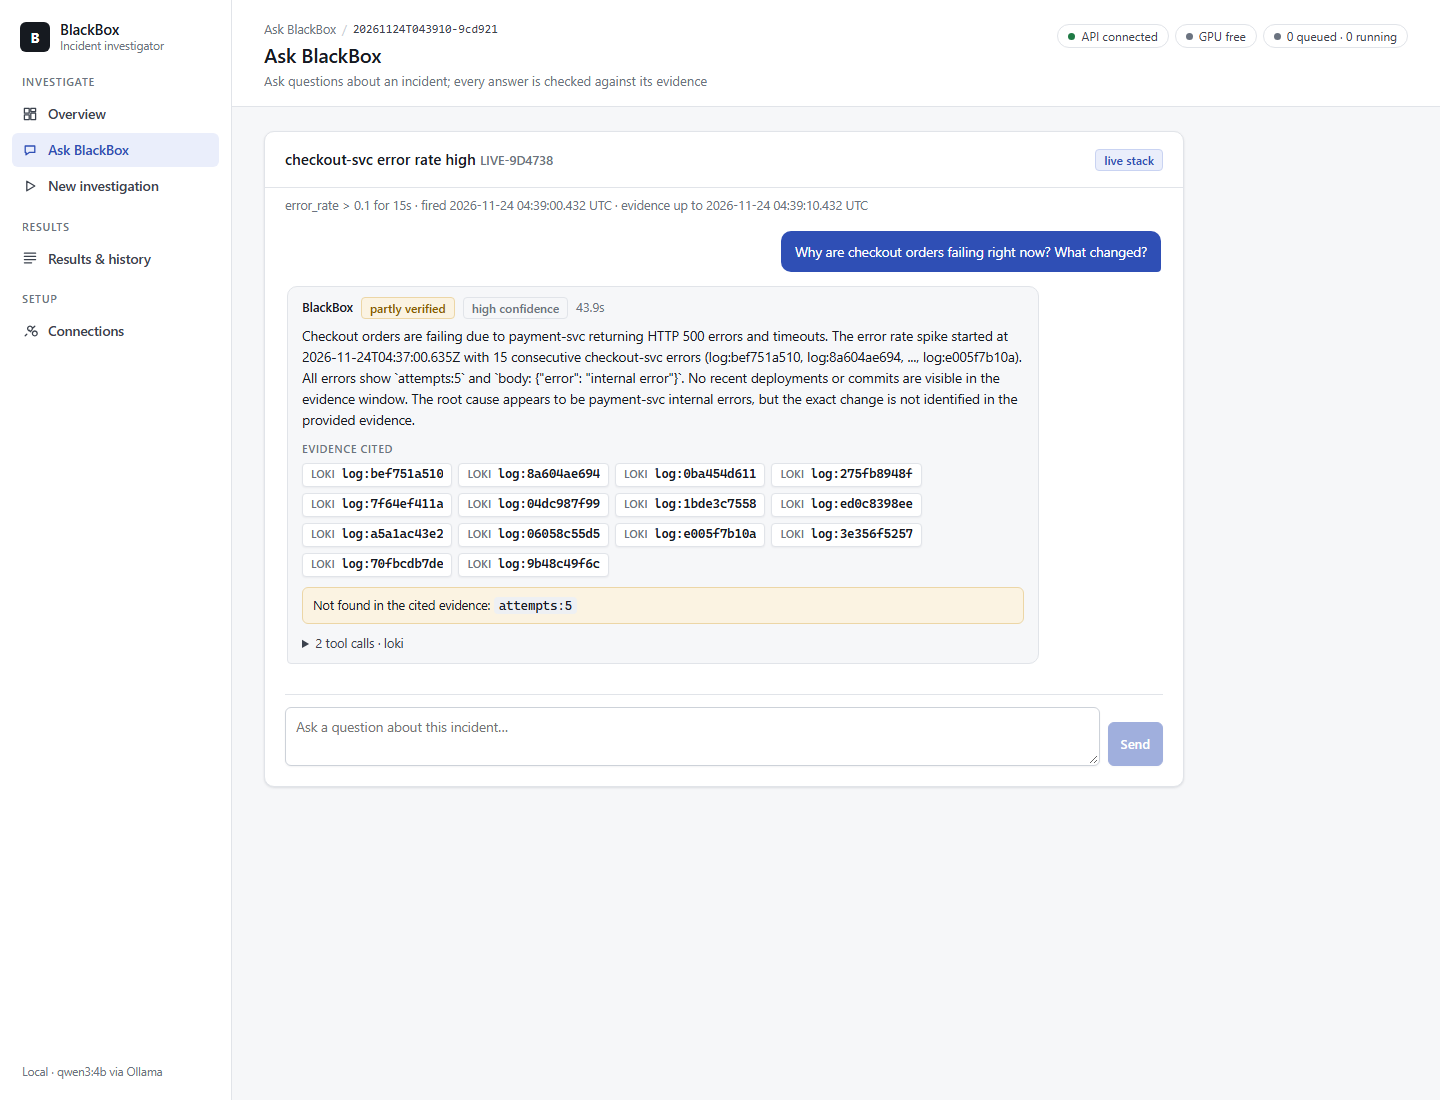 B
BlackBox
Incident investigator
INVESTIGATE
Overview
Ask BlackBox
New investigation
RESULTS
Results & history
SETUP
Connections
Local · qwen3:4b via Ollama
Ask BlackBox / 20261124T043910-9cd921
Ask BlackBox
Ask questions about an incident; every answer is checked against its evidence
API connected
GPU free
0 queued · 0 running
checkout-svc error rate high LIVE-9D4738
live stack
error_rate > 0.1 for 15s · fired 2026-11-24 04:39:00.432 UTC · evidence up to 2026-11-24 04:39:10.432 UTC
Why are checkout orders failing right now? What changed?
BlackBox partly verified high confidence 43.9s
Checkout orders are failing due to payment-svc returning HTTP 500 errors and timeouts. The error rate spike started at
2026-11-24T04:37:00.635Z with 15 consecutive checkout-svc errors (log:bef751a510, log:8a604ae694, ..., log:e005f7b10a).
All errors show `attempts:5` and `body: {"error": "internal error"}`. No recent deployments or commits are visible in the
evidence window. The root cause appears to be payment-svc internal errors, but the exact change is not identified in the
provided evidence.
EVIDENCE CITED
LOKI log:bef751a510 LOKI log:8a604ae694 LOKI log:0ba454d611 LOKI log:275fb8948f
LOKI log:7f64ef411a LOKI log:04dc987f99 LOKI log:1bde3c7558 LOKI log:ed0c8398ee
LOKI log:a5a1ac43e2 LOKI log:06058c55d5 LOKI log:e005f7b10a LOKI log:3e356f5257
LOKI log:70fbcdb7de LOKI log:9b48c49f6c
Not found in the cited evidence: attempts:5
2 tool calls · loki
Ask a question about this incident...
Send